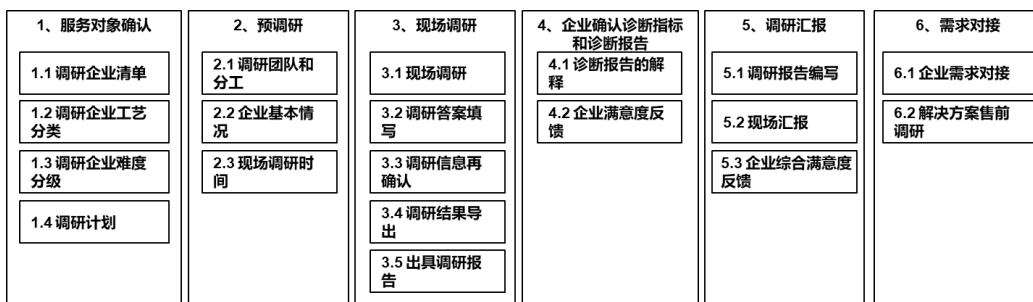 1、服务对象确认
1.1 调研企业清单
1.2 调研企业工艺
分类
1.3 调研企业难度
分级
1.4 调研计划
2、预调研
2.1 调研团队和
分工
2.2 企业基本情
况
2.3 现场调研时
间
3、现场调研
3.1 现场调研
3.2 调研答案填
写
3.3 调研信息再
确认
3.4 调研结果导
出
3.5 出具调研报
告
4、企业确认诊断指标
和诊断报告
4.1 诊断报告的解
释
4.2 企业满意度反
馈
5、调研汇报
5.1 调研报告编写
5.2 现场汇报
5.3 企业综合满意度
反馈
6、需求对接
6.1 企业需求对接
6.2 解决方案售前
调研